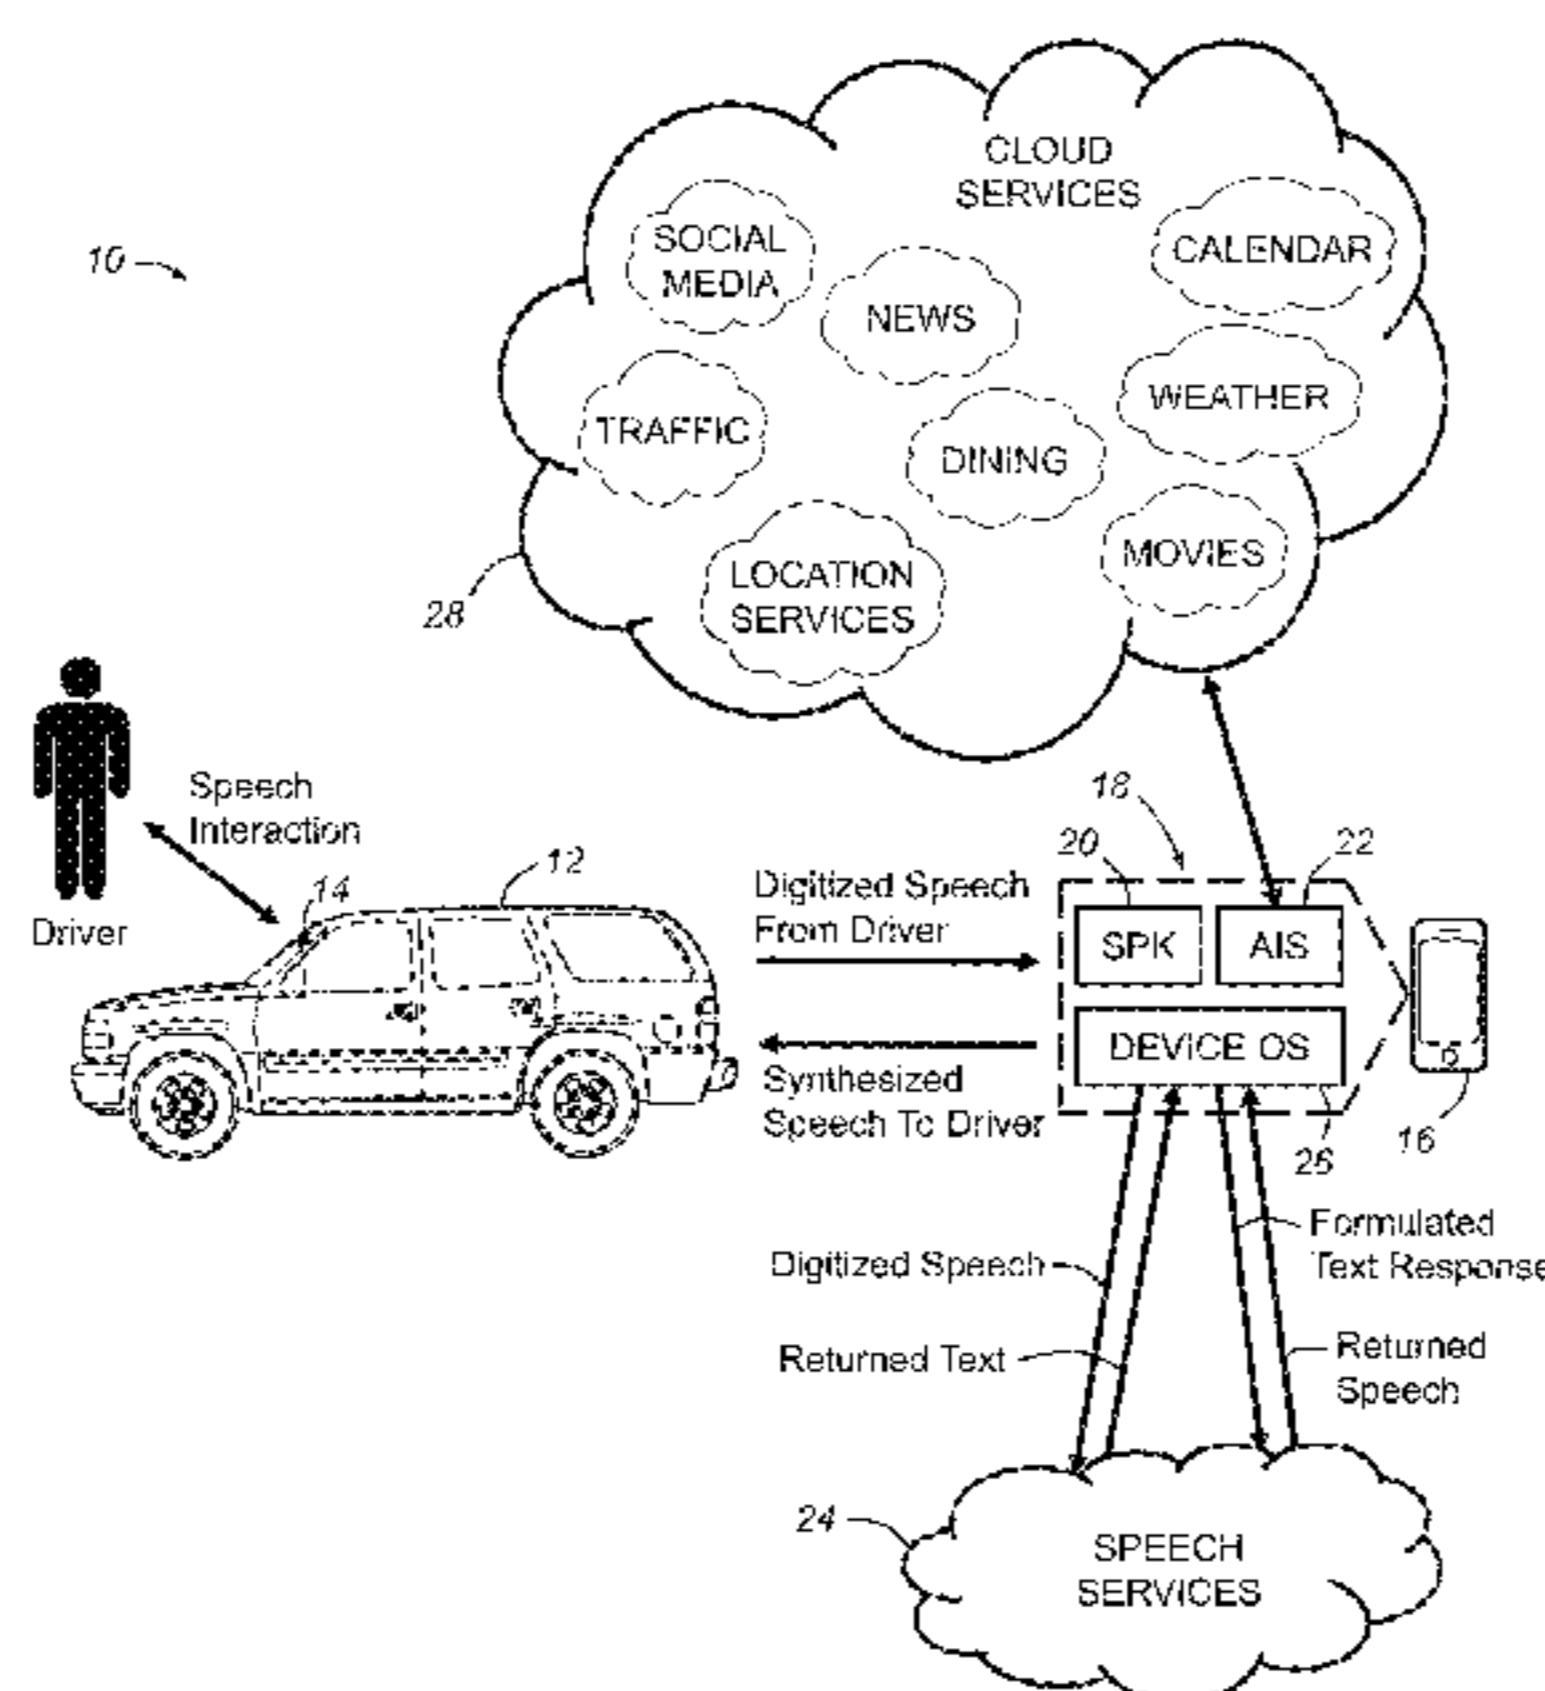 CLOUD
SERVICES
SOCIAL
MEDIA
CALENDAR
10
NEWS
WEATHER
TRAFFIC
DINING
MOVIES
LOCATION
SERVICES
28
Speech
Interaction
18
20
22
12
14
Driver
Digitized Speech
From Driver
SPK
AIS
DEVICE OS
Synthesized
Speech To Driver
16
26
Formulated
Text Response
Digitized Speech
Returned Text
Returned
Speech
24
SPEECH
SERVICES